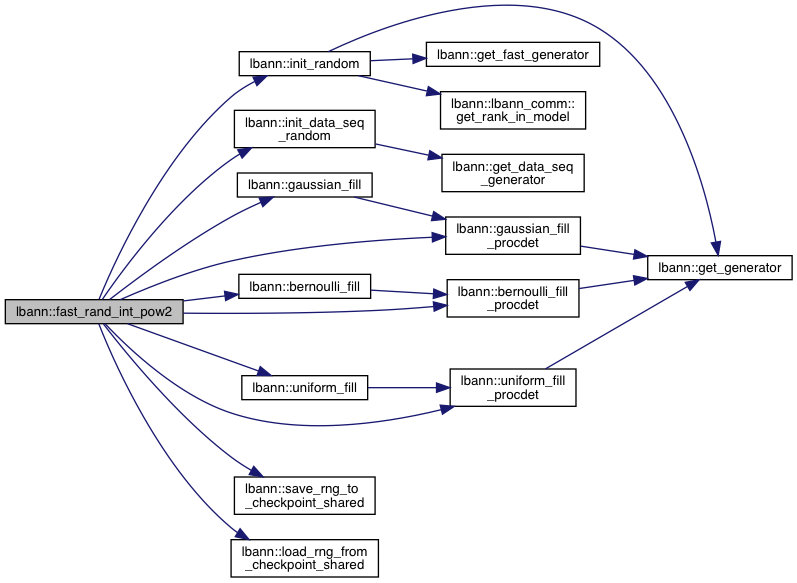 lbann::init_random
lbann::get_fast_generator
lbann::lbann_comm::
get_rank_in_model
lbann::init_data_seq
_random
lbann::get_data_seq
_generator
lbann::gaussian_fill
lbann::gaussian_fill
_procdet
lbann::get_generator
lbann::bernoulli_fill
lbann::bernoulli_fill
_procdet
lbann::fast_rand_int_pow2
lbann::uniform_fill
lbann::uniform_fill
_procdet
lbann::save_rng_to
_checkpoint_shared
lbann::load_rng_from
_checkpoint_shared